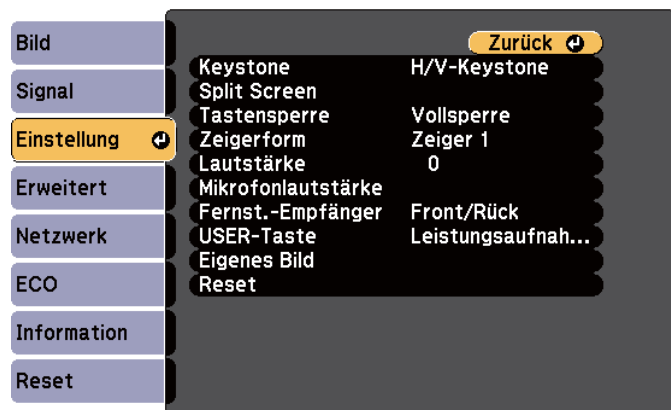 Bild
Signal
Einstellung
Erweitert
Netzwerk
ECO
Information
Reset
Zurück
Keystone H/V-Keystone
Split Screen
Tastensperre Vollsperre
Zeigerform Zeiger 1
Lautstärke 0
Mikrofonlautstärke
Fernst.-Empfänger Front/Rück
USER-Taste Leistungsaufnah...
Eigenes Bild
Reset